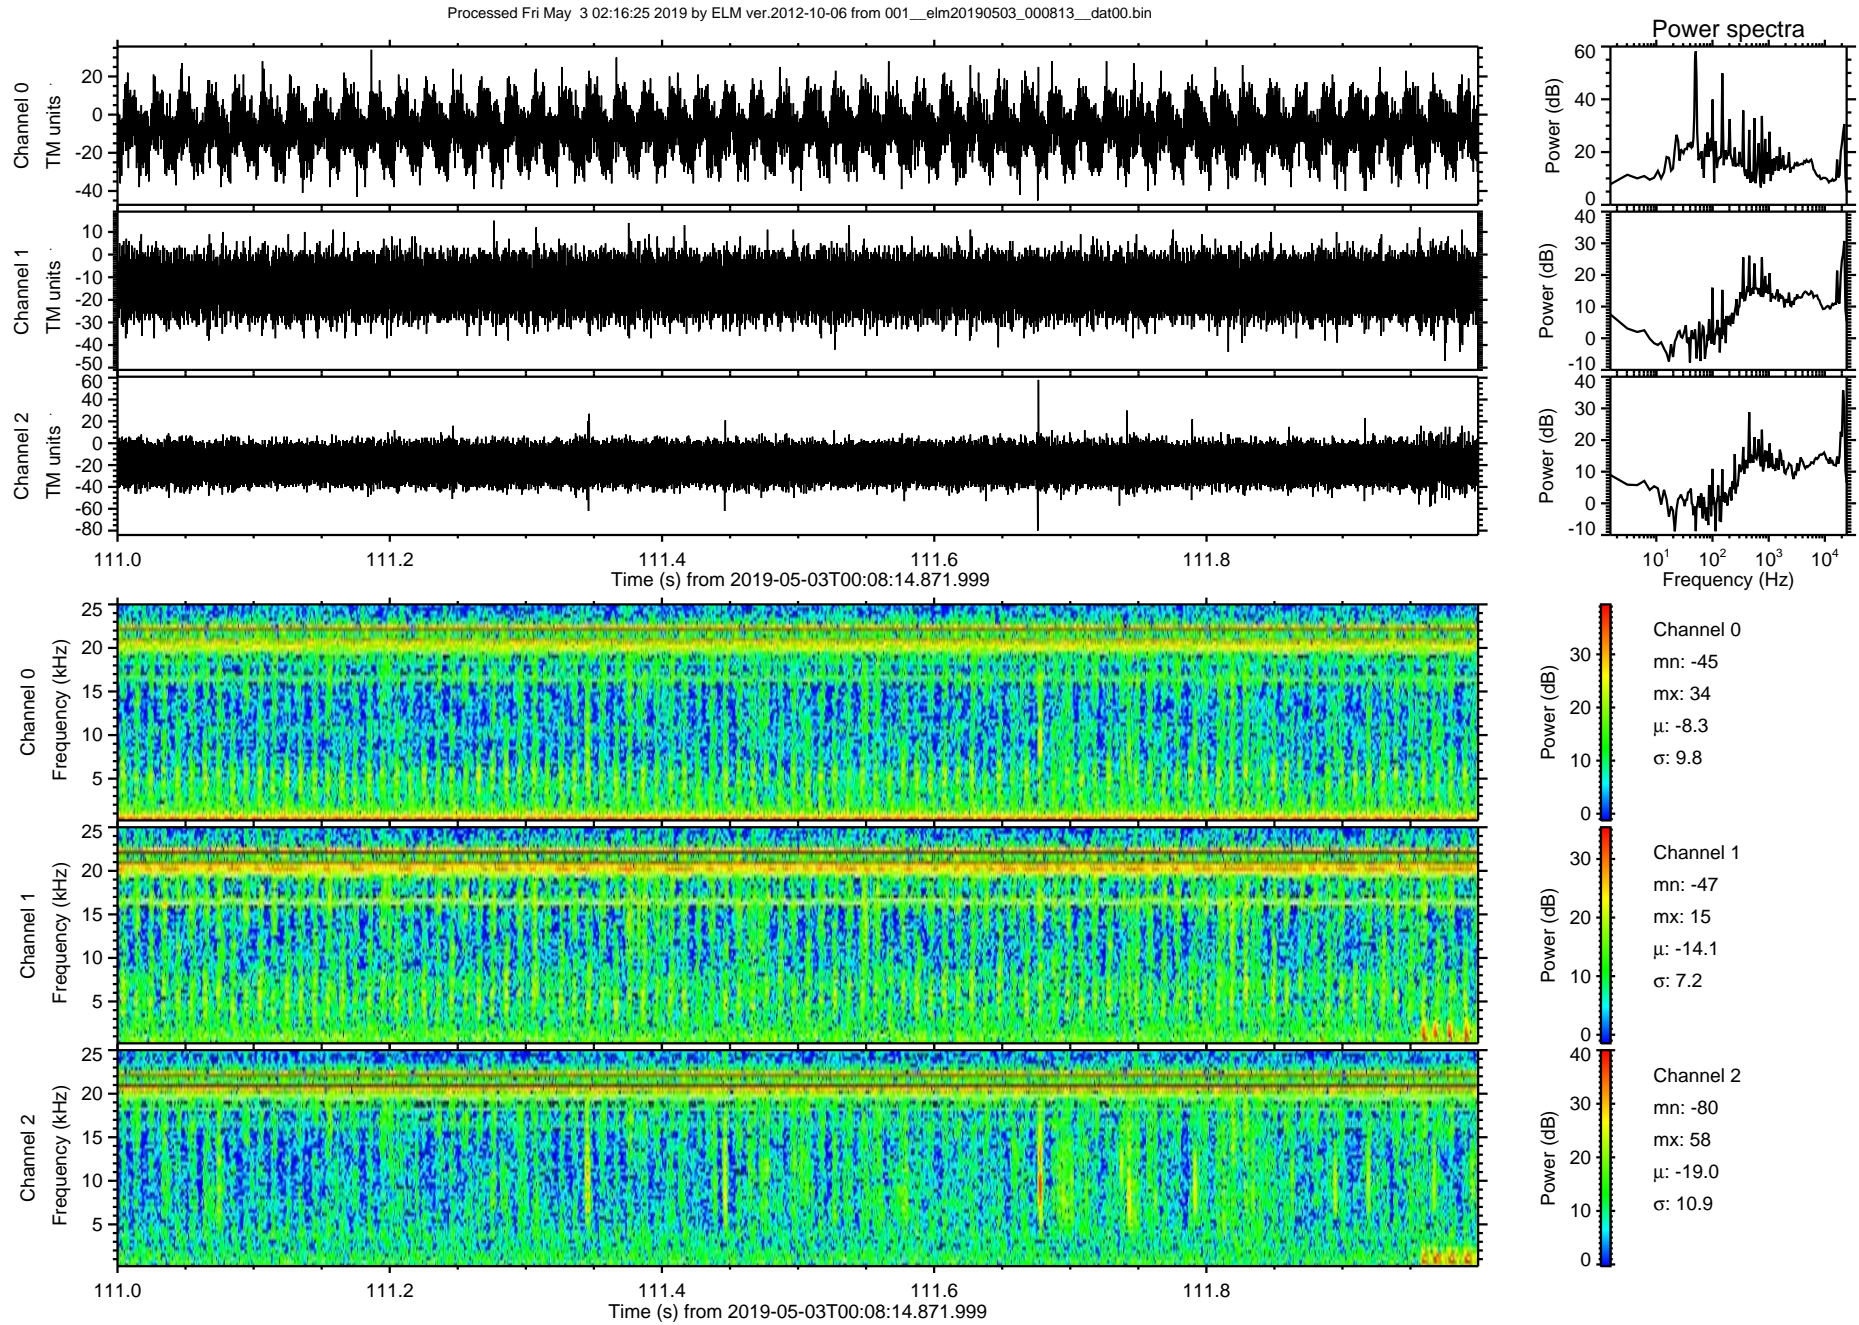 Processed Fri May  3 02:16:25 2019 by ELM ver.2012-10-06 from 001__elm20190503_000813__dat00.bin
Power spectra
Channel 0
TM units
20
0
-20
-40
Power (dB)
60
40
20
0
Channel 1
TM units
10
0
-10
-20
-30
-40
-50
Power (dB)
40
30
20
10
0
-10
Channel 2
TM units
60
40
20
0
-20
-40
-60
-80
Power (dB)
40
30
20
10
0
-10
111.0 111.2 111.4 111.6 111.8
Time (s) from 2019-05-03T00:08:14.871.999
10¹ 10² 10³ 10⁴
Frequency (Hz)
Channel 0
Frequency (kHz)
25
20
15
10
5
Power (dB)
30
20
10
0
Channel 0
mn: -45
mx: 34
μ: -8.3
σ: 9.8
Channel 1
Frequency (kHz)
25
20
15
10
5
Power (dB)
30
20
10
0
Channel 1
mn: -47
mx: 15
μ: -14.1
σ: 7.2
Channel 2
Frequency (kHz)
25
20
15
10
5
Power (dB)
40
30
20
10
0
Channel 2
mn: -80
mx: 58
μ: -19.0
σ: 10.9
111.0 111.2 111.4 111.6 111.8
Time (s) from 2019-05-03T00:08:14.871.999